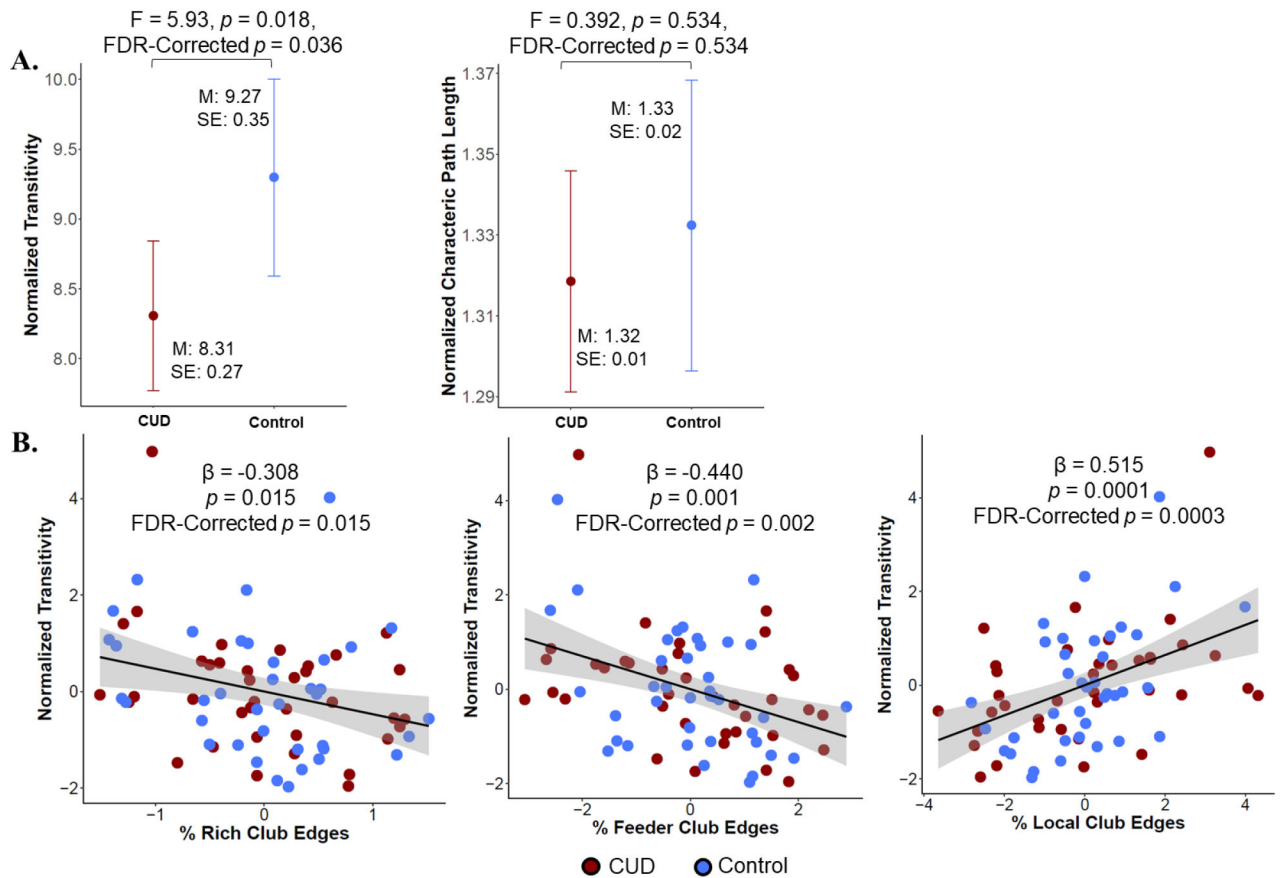 A.
F = 5.93, p = 0.018,
FDR-Corrected p = 0.036
Normalized Transitivity
10.0
9.5
9.0
8.5
8.0
M: 9.27
SE: 0.35
M: 8.31
SE: 0.27
CUD
Control
F = 0.392, p = 0.534,
FDR-Corrected p = 0.534
Normalized Characteric Path Length
1.37
1.35
1.33
1.31
1.29
M: 1.33
SE: 0.02
M: 1.32
SE: 0.01
CUD
Control
B.
β = -0.308
p = 0.015
FDR-Corrected p = 0.015
Normalized Transitivity
4
2
0
−2
−1
0
1
% Rich Club Edges
β = -0.440
p = 0.001
FDR-Corrected p = 0.002
Normalized Transitivity
4
2
0
−2
−2
0
2
% Feeder Club Edges
β = 0.515
p = 0.0001
FDR-Corrected p = 0.0003
Normalized Transitivity
4
2
0
−2
−4
−2
0
2
4
% Local Club Edges
CUD
Control